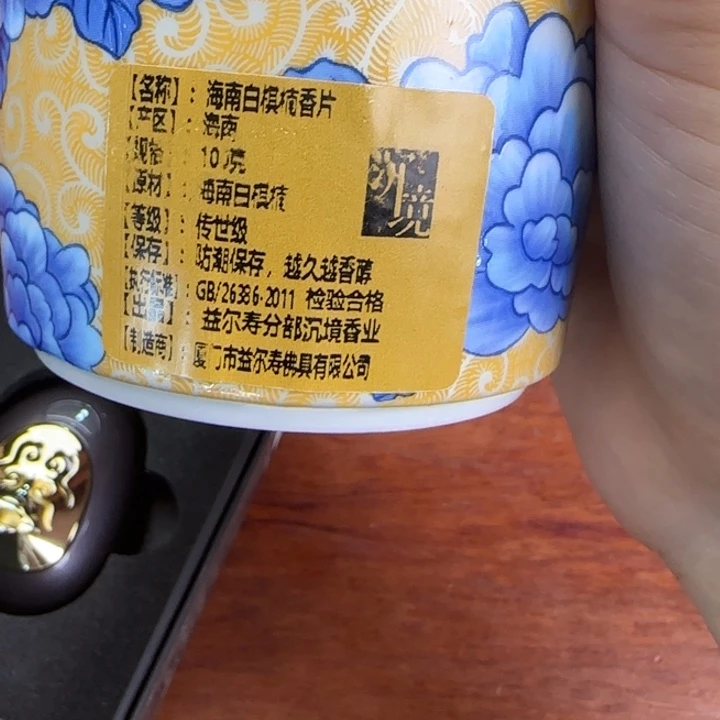 【名称】：海南白棋楠香片
【产区】：海南
【规格】：10克
【原材】：海南白棋楠
【等级】：传世级
【保存】：防潮保存，越久越香醇
【执行标准】：GB/26386-2011 检验合格
【出品】：益尔寿分部沉境香业
【制造商】：厦门市益尔寿佛具有限公司
境